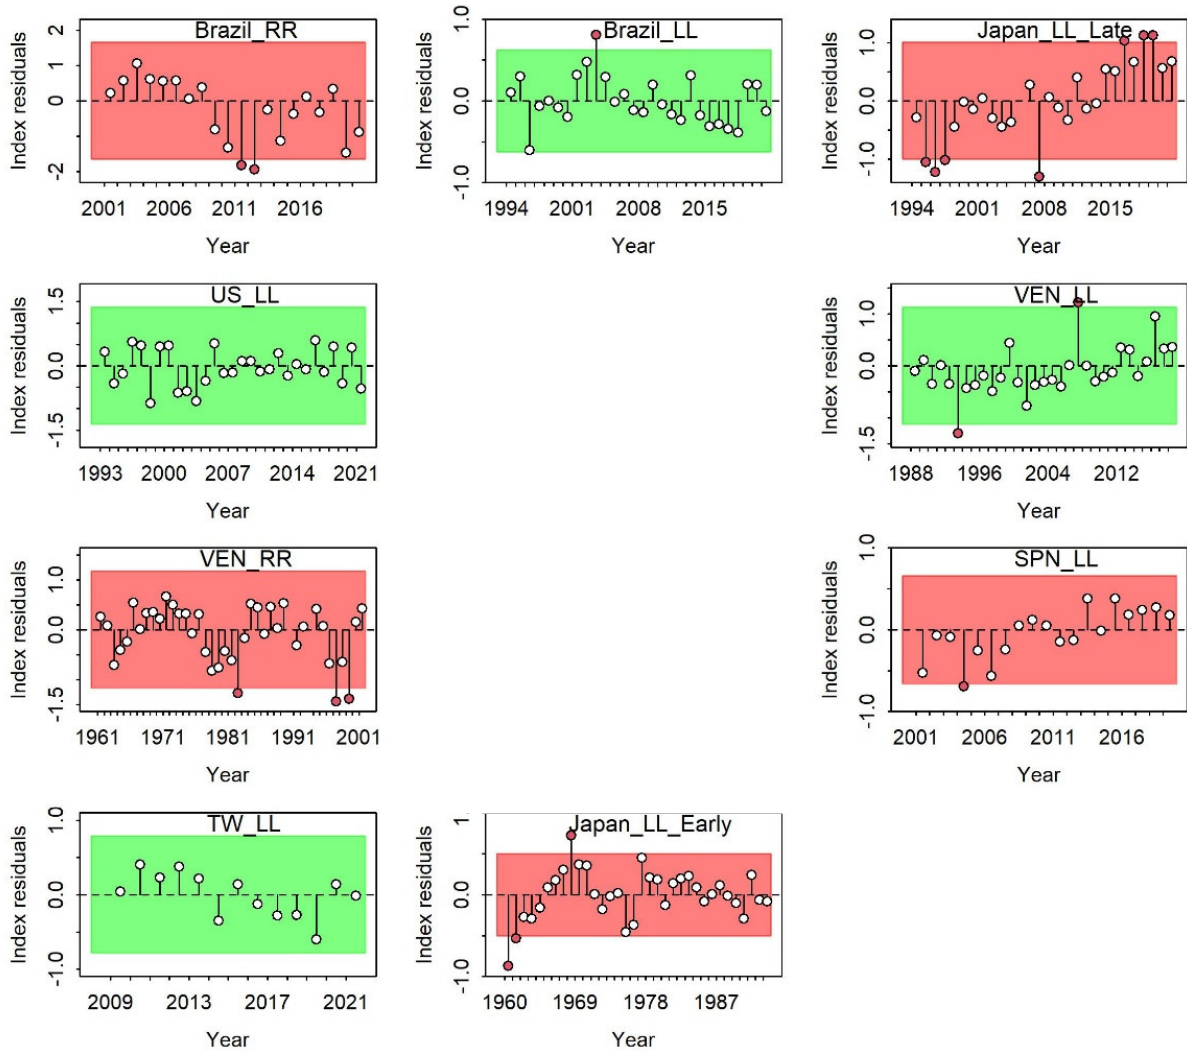 Brazil_RR
Index residuals
2
1
0
-2
2001 2006 2011 2016
Year
Brazil_LL
Index residuals
1.0
0.0
-1.0
1994 2001 2008 2015
Year
Japan_LL_Late
Index residuals
1.0
0.0
-1.0
1994 2001 2008 2015
Year
US_LL
Index residuals
1.5
0.0
-1.5
1993 2000 2007 2014 2021
Year
VEN_LL
Index residuals
1.0
0.0
-1.5
1988 1996 2004 2012
Year
VEN_RR
Index residuals
1.0
0.0
-1.5
1961 1971 1981 1991 2001
Year
SPN_LL
Index residuals
1.0
0.0
-1.0
2001 2006 2011 2016
Year
TW_LL
Index residuals
1.0
0.0
-1.0
2009 2013 2017 2021
Year
Japan_LL_Early
Index residuals
1.0
0.0
-1.0
1960 1969 1978 1987
Year